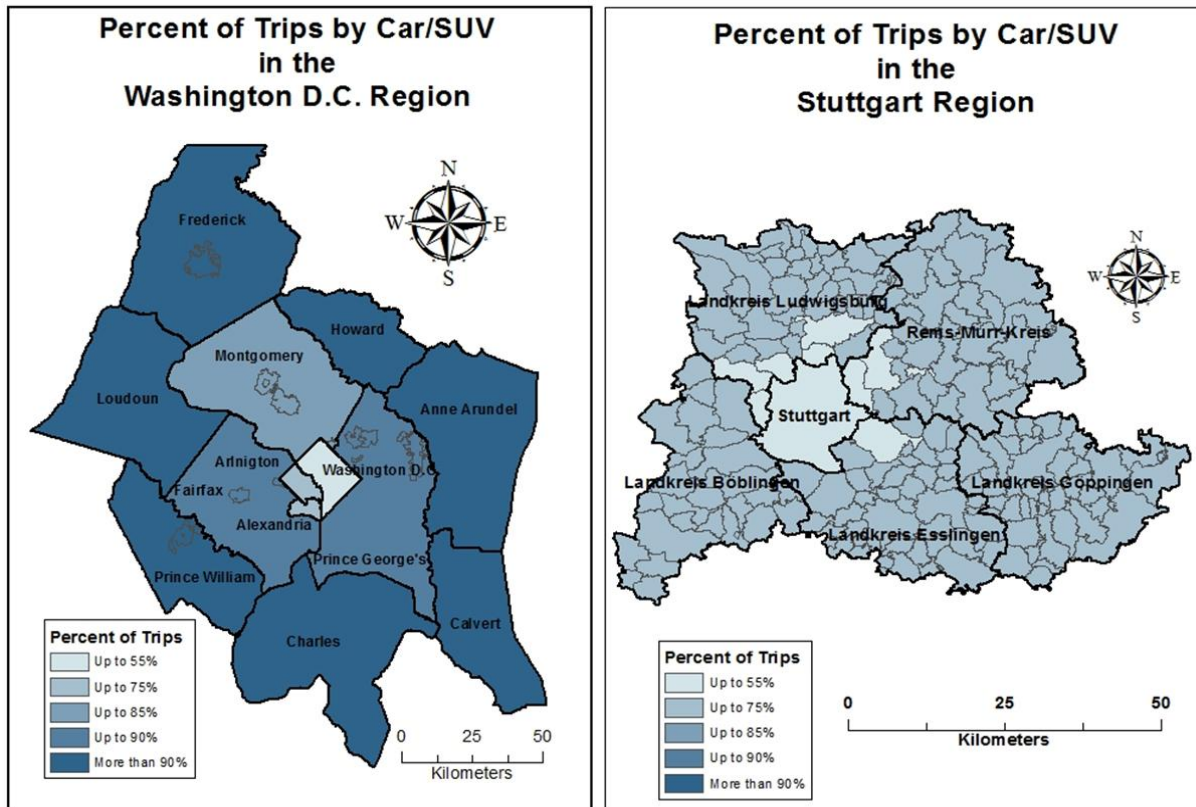 Percent of Trips by Car/SUV
in the
Washington D.C. Region
N
W
E
S
Frederick
Howard
Montgomery
Loudoun
Anne Arundel
Washington D.C.
Arlington
Fairfax
Alexandria
Prince George's
Prince William
Charles
Calvert
Percent of Trips
Up to 55%
Up to 75%
Up to 85%
Up to 90%
More than 90%
0
25
50
Kilometers
Percent of Trips by Car/SUV
in the
Stuttgart Region
N
W
E
S
Landkreis Ludwigsburg
Rems-Murr-Kreis
Stuttgart
Landkreis Böblingen
Landkreis Göppingen
Landkreis Esslingen
Percent of Trips
Up to 55%
Up to 75%
Up to 85%
Up to 90%
More than 90%
0
25
50
Kilometers